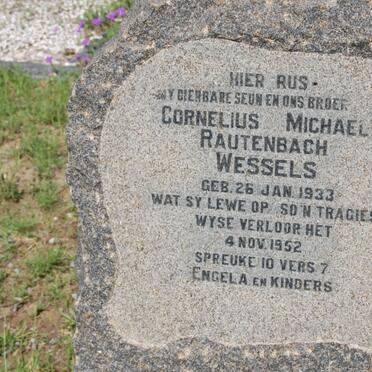 HIER RUS
MY DIERBARE SEUN EN ONS BROER
CORNELIUS MICHAEL
RAUTENBACH
WESSELS
GEB. 26 JAN. 1933
WAT SY LEWE OP SO'N TRAGIES
WYSE VERLOOR HET
4 NOV. 1952
SPREUKE 10 VERS 7
ENGELA EN KINDERS